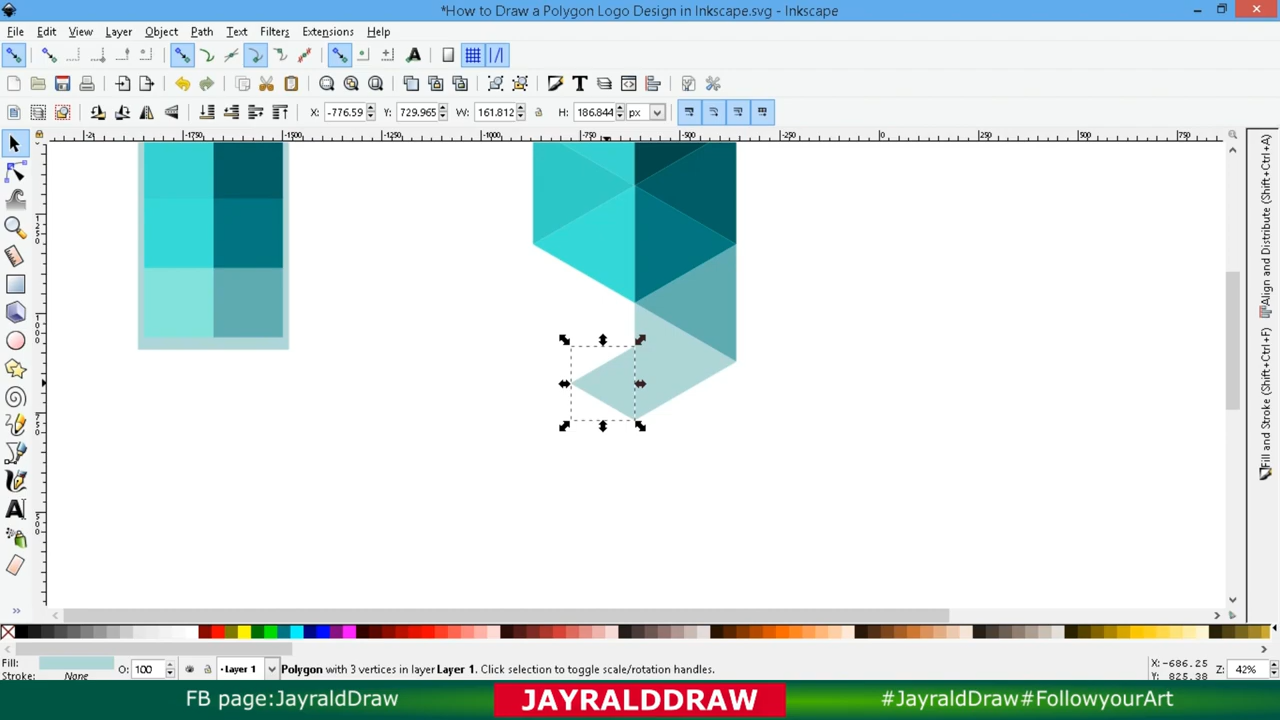 *How to Draw a Polygon Logo Design in Inkscape.svg - Inkscape
File Edit View Layer Object Path Text Filters Extensions Help
X: -776.59 Y: 729.965 W: 161.812 H: 186.844 px
Align and Distribute (Shift+Ctrl+A)
Fill and Stroke (Shift+Ctrl+F)
Fill: O: 100 Layer 1 Polygon with 3 vertices in layer Layer 1. Click selection to toggle scale/rotation handles. X:-686.25 Z: 42%
Stroke: None Y: 825.38
FB page:JayraldDraw JAYRALDDRAW #JayraldDraw#FollowyourArt